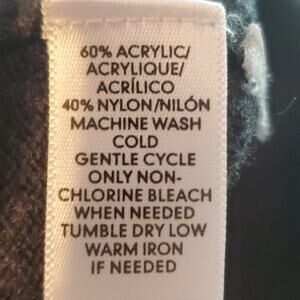 60% ACRYLIC/
ACRYLIQUE/
ACRÍLICO
40% NYLON/NILÓN
MACHINE WASH
COLD
GENTLE CYCLE
ONLY NON-
CHLORINE BLEACH
WHEN NEEDED
TUMBLE DRY LOW
WARM IRON
IF NEEDED